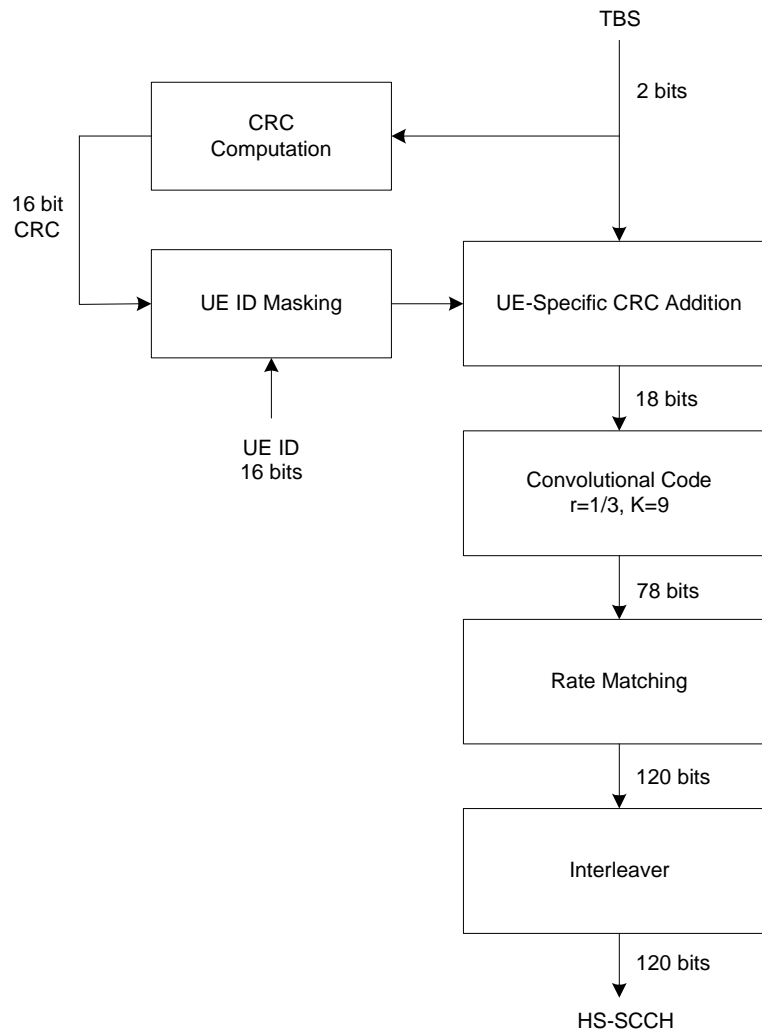 TBS
2 bits
CRC
Computation
16 bit
CRC
UE ID Masking
UE-Specific CRC Addition
18 bits
UE ID
16 bits
Convolutional Code
r=1/3, K=9
78 bits
Rate Matching
120 bits
Interleaver
120 bits
HS-SCCH